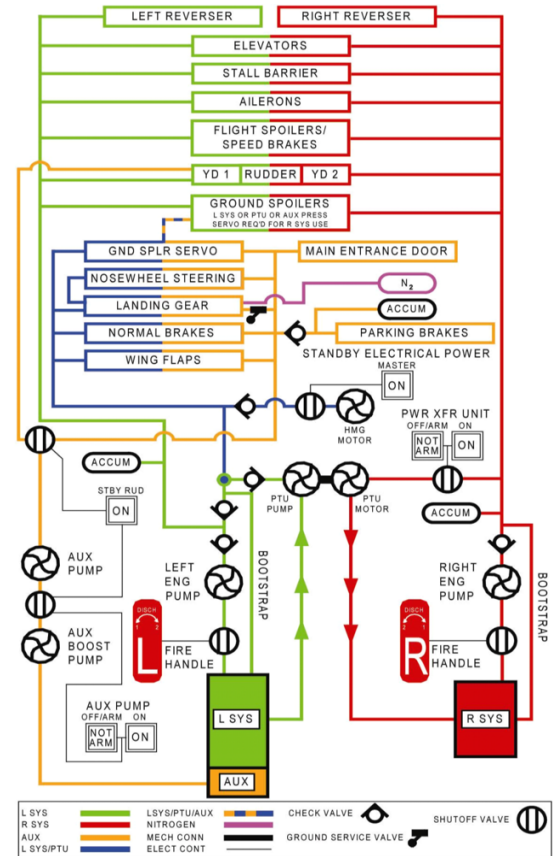 LEFT REVERSER
RIGHT REVERSER
ELEVATORS
STALL BARRIER
AILERONS
FLIGHT SPOILERS/
SPEED BRAKES
YD 1
RUDDER
YD 2
GROUND SPOILERS
L SYS OR PTU OR AUX PRESS
SERVO REQ'D FOR R SYS USE
GND SPLR SERVO
MAIN ENTRANCE DOOR
NOSEWHEEL STEERING
N2
LANDING GEAR
ACCUM
NORMAL BRAKES
PARKING BRAKES
WING FLAPS
STANDBY ELECTRICAL POWER
MASTER
ON
HMG
MOTOR
PWR XFR UNIT
OFF/ARM ON
NOT
ARM
ON
ACCUM
STBY RUD
ON
PTU
PUMP
PTU
MOTOR
ACCUM
AUX
PUMP
LEFT
ENG
PUMP
BOOTSTRAP
RIGHT
ENG
PUMP
BOOTSTRAP
AUX
BOOST
PUMP
DISCH
1 2
L
FIRE
HANDLE
DISCH
2 1
R
FIRE
HANDLE
AUX PUMP
OFF/ARM ON
NOT
ARM
ON
L SYS
R SYS
AUX
L SYS
R SYS
AUX
L SYS/PTU
LSYS/PTU/AUX
NITROGEN
MECH CONN
ELECT CONT
CHECK VALVE
GROUND SERVICE VALVE
SHUTOFF VALVE